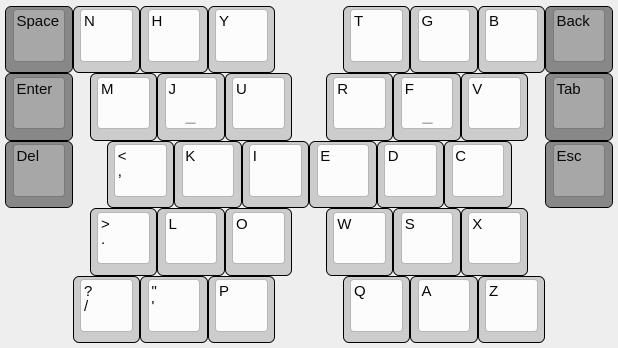 Space N H Y T G B Back
Enter M J U R F V Tab
_ _
Del < K I E D C Esc
,
> L O W S X
.
? " P Q A Z
/ '